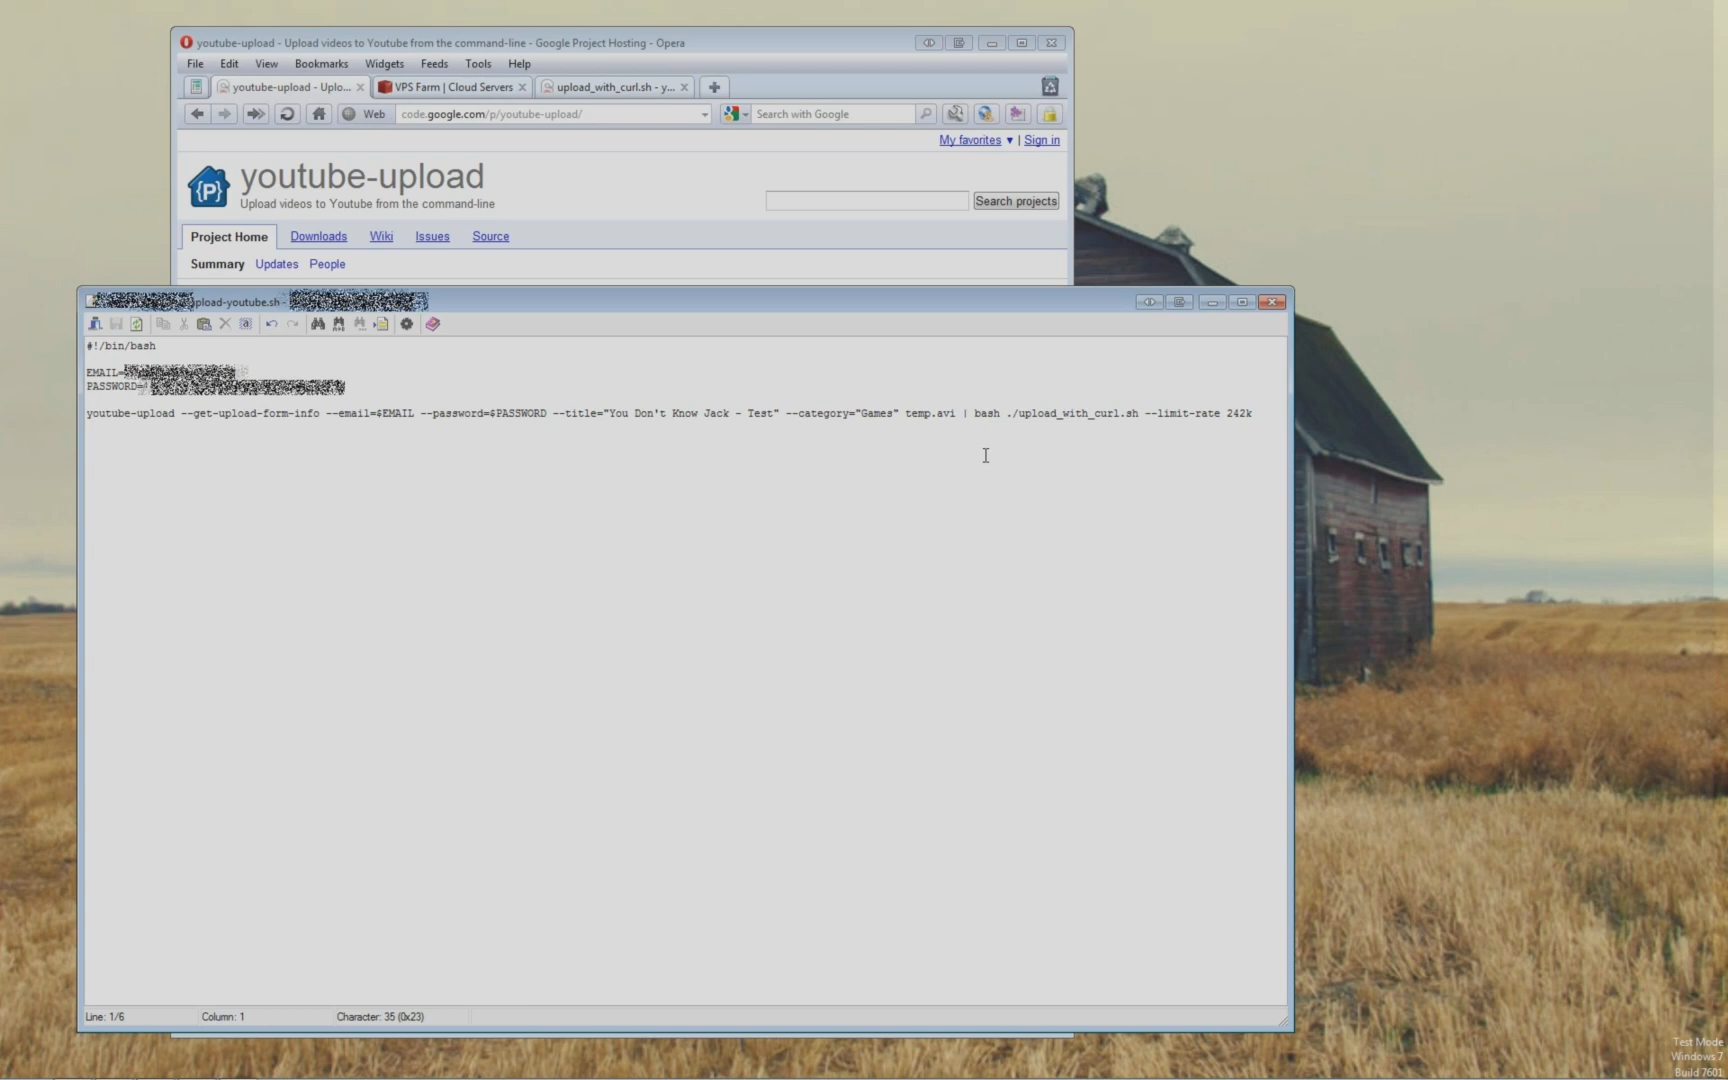 youtube-upload - Upload videos to Youtube from the command-line - Google Project Hosting - Opera
File Edit View Bookmarks Widgets Feeds Tools Help
youtube-upload - Uplo... VPS Farm | Cloud Servers upload_with_curl.sh - y...
Web code.google.com/p/youtube-upload/ Search with Google
My favorites ▼ | Sign in
{P} youtube-upload
Upload videos to Youtube from the command-line
Search projects
Project Home Downloads Wiki Issues Source
Summary Updates People
pload-youtube.sh -
#!/bin/bash
EMAIL=
PASSWORD=
youtube-upload --get-upload-form-info --email=$EMAIL --password=$PASSWORD --title="You Don't Know Jack - Test" --category="Games" temp.avi | bash ./upload_with_curl.sh --limit-rate 242k
Line: 1/6 Column: 1 Character: 35 (0x23)
Test Mode
Windows 7
Build 7601